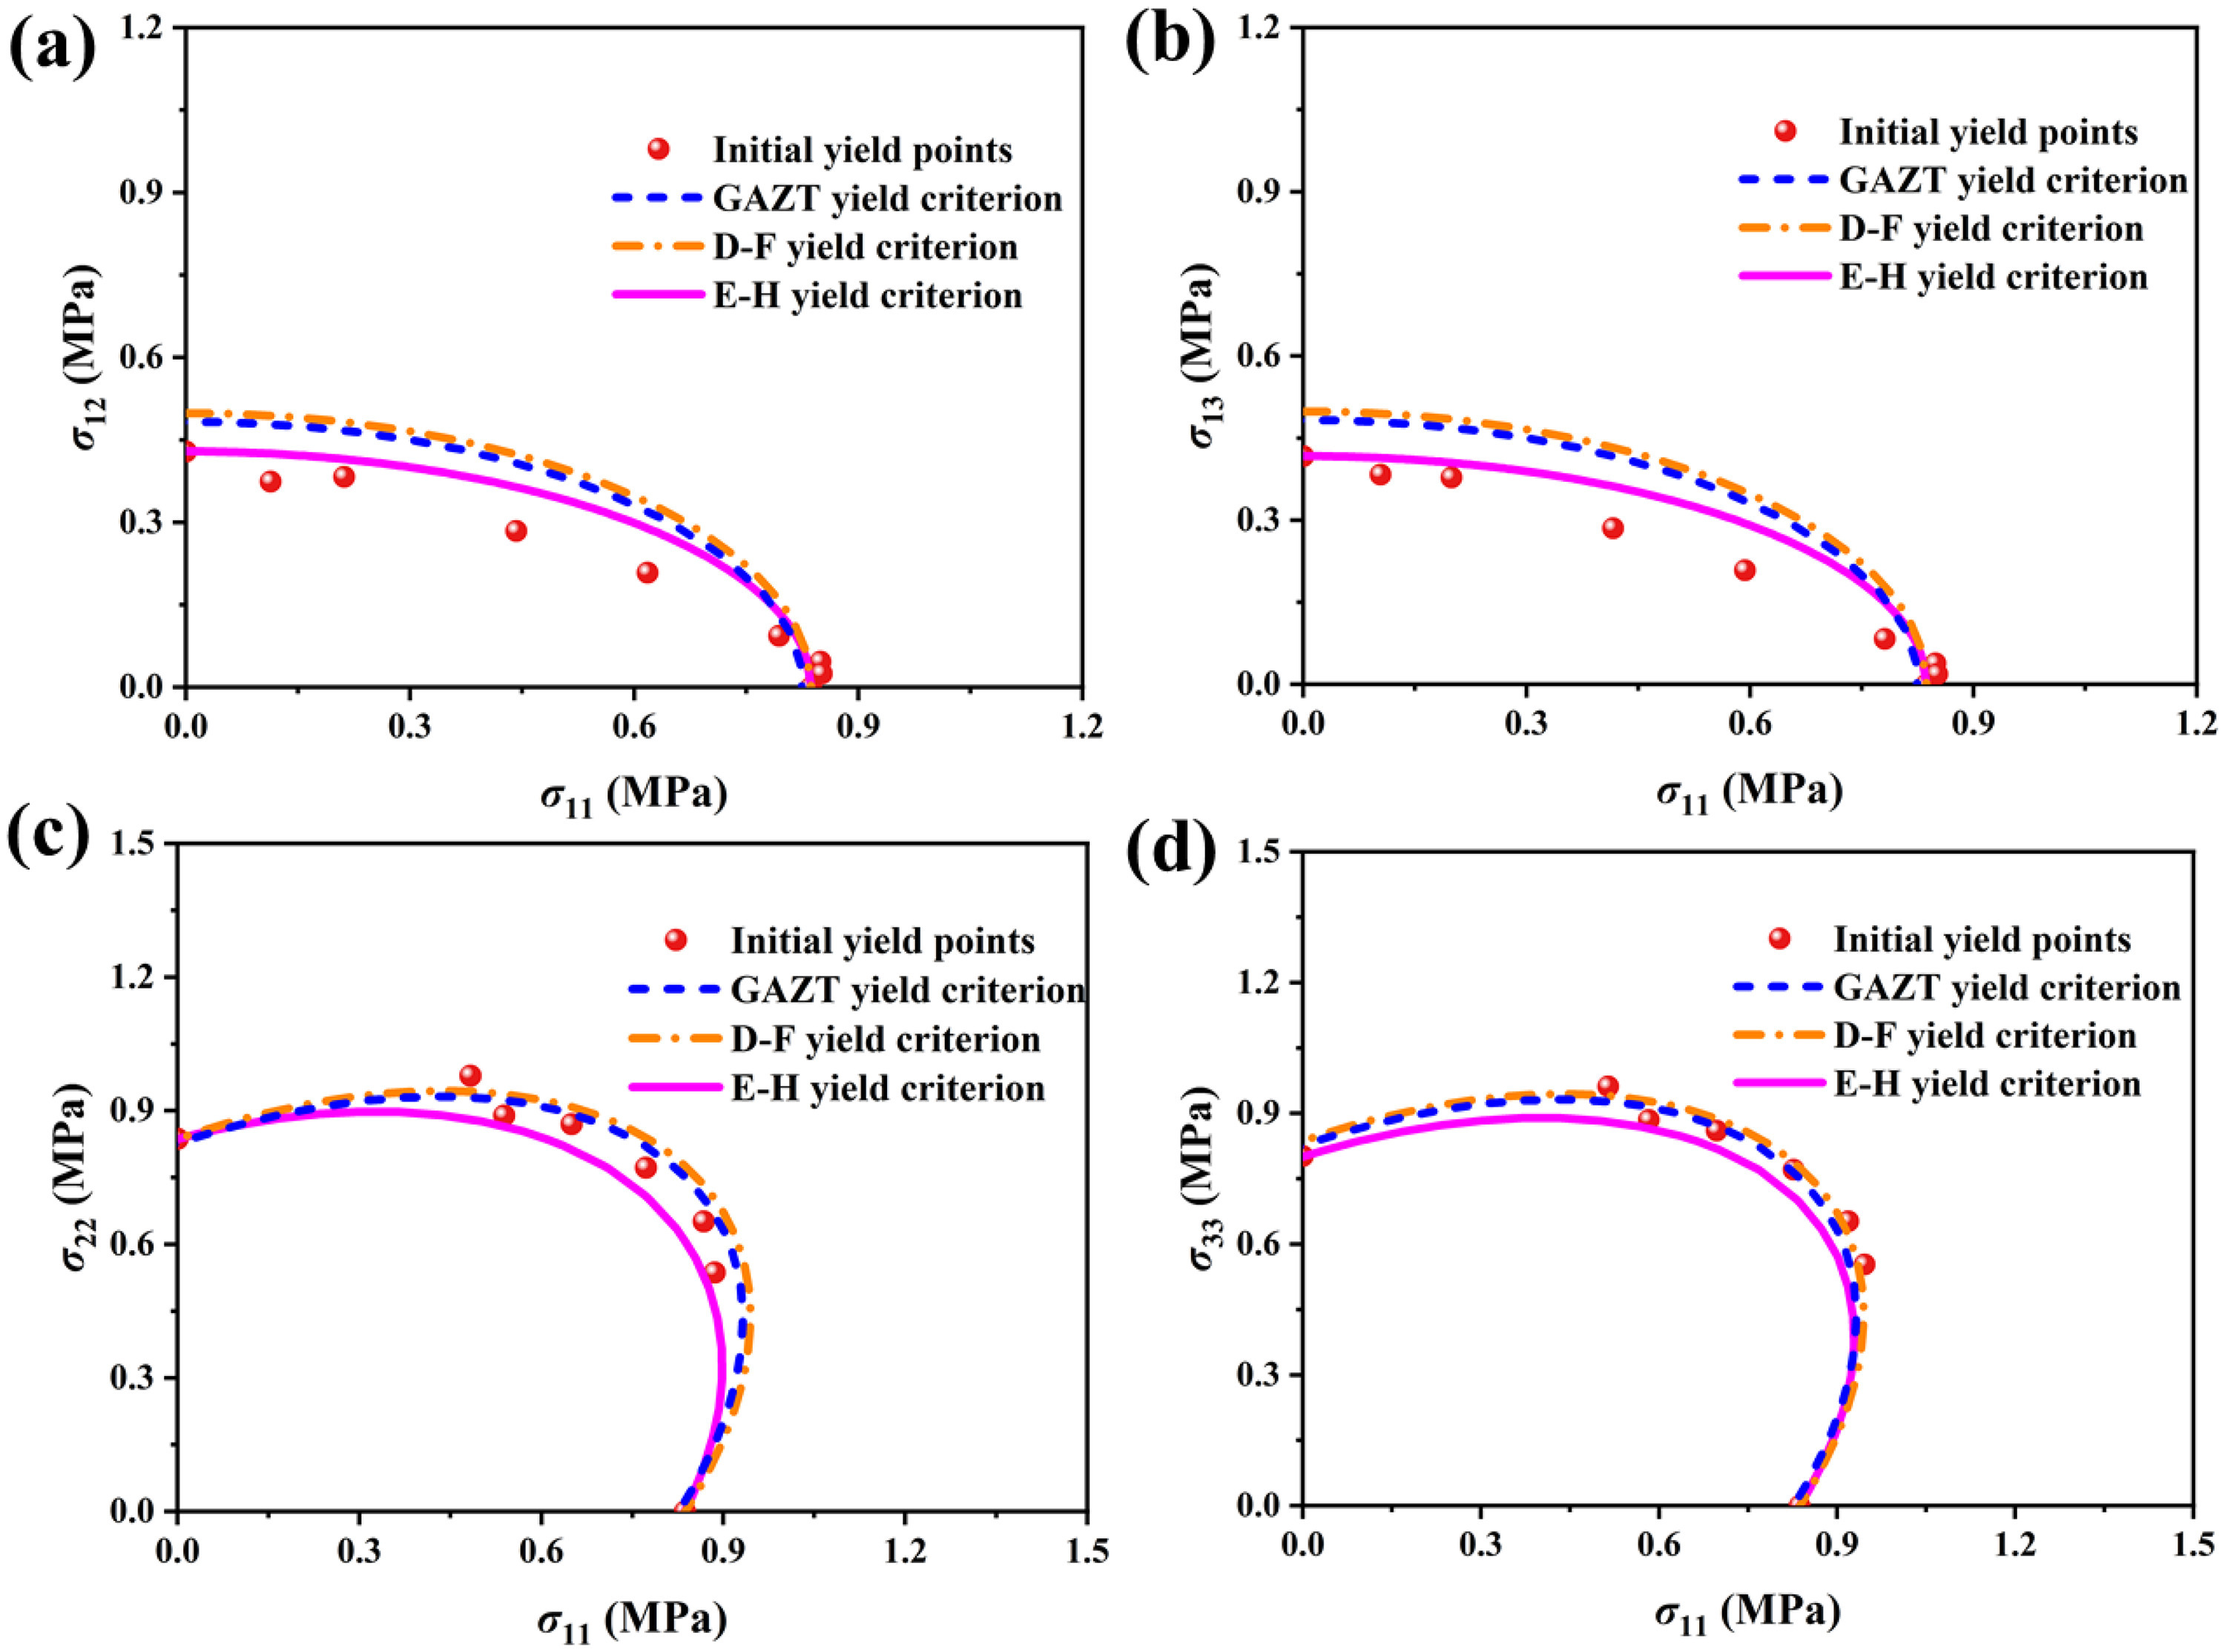 (a)
1.2
0.9
0.6
0.3
0.0
σ12 (MPa)
Initial yield points
GAZT yield criterion
D-F yield criterion
E-H yield criterion
0.0 0.3 0.6 0.9 1.2
σ11 (MPa)
(b)
1.2
0.9
0.6
0.3
0.0
σ13 (MPa)
Initial yield points
GAZT yield criterion
D-F yield criterion
E-H yield criterion
0.0 0.3 0.6 0.9 1.2
σ11 (MPa)
(c)
1.5
1.2
0.9
0.6
0.3
0.0
σ22 (MPa)
Initial yield points
GAZT yield criterion
D-F yield criterion
E-H yield criterion
0.0 0.3 0.6 0.9 1.2 1.5
σ11 (MPa)
(d)
1.5
1.2
0.9
0.6
0.3
0.0
σ33 (MPa)
Initial yield points
GAZT yield criterion
D-F yield criterion
E-H yield criterion
0.0 0.3 0.6 0.9 1.2 1.5
σ11 (MPa)